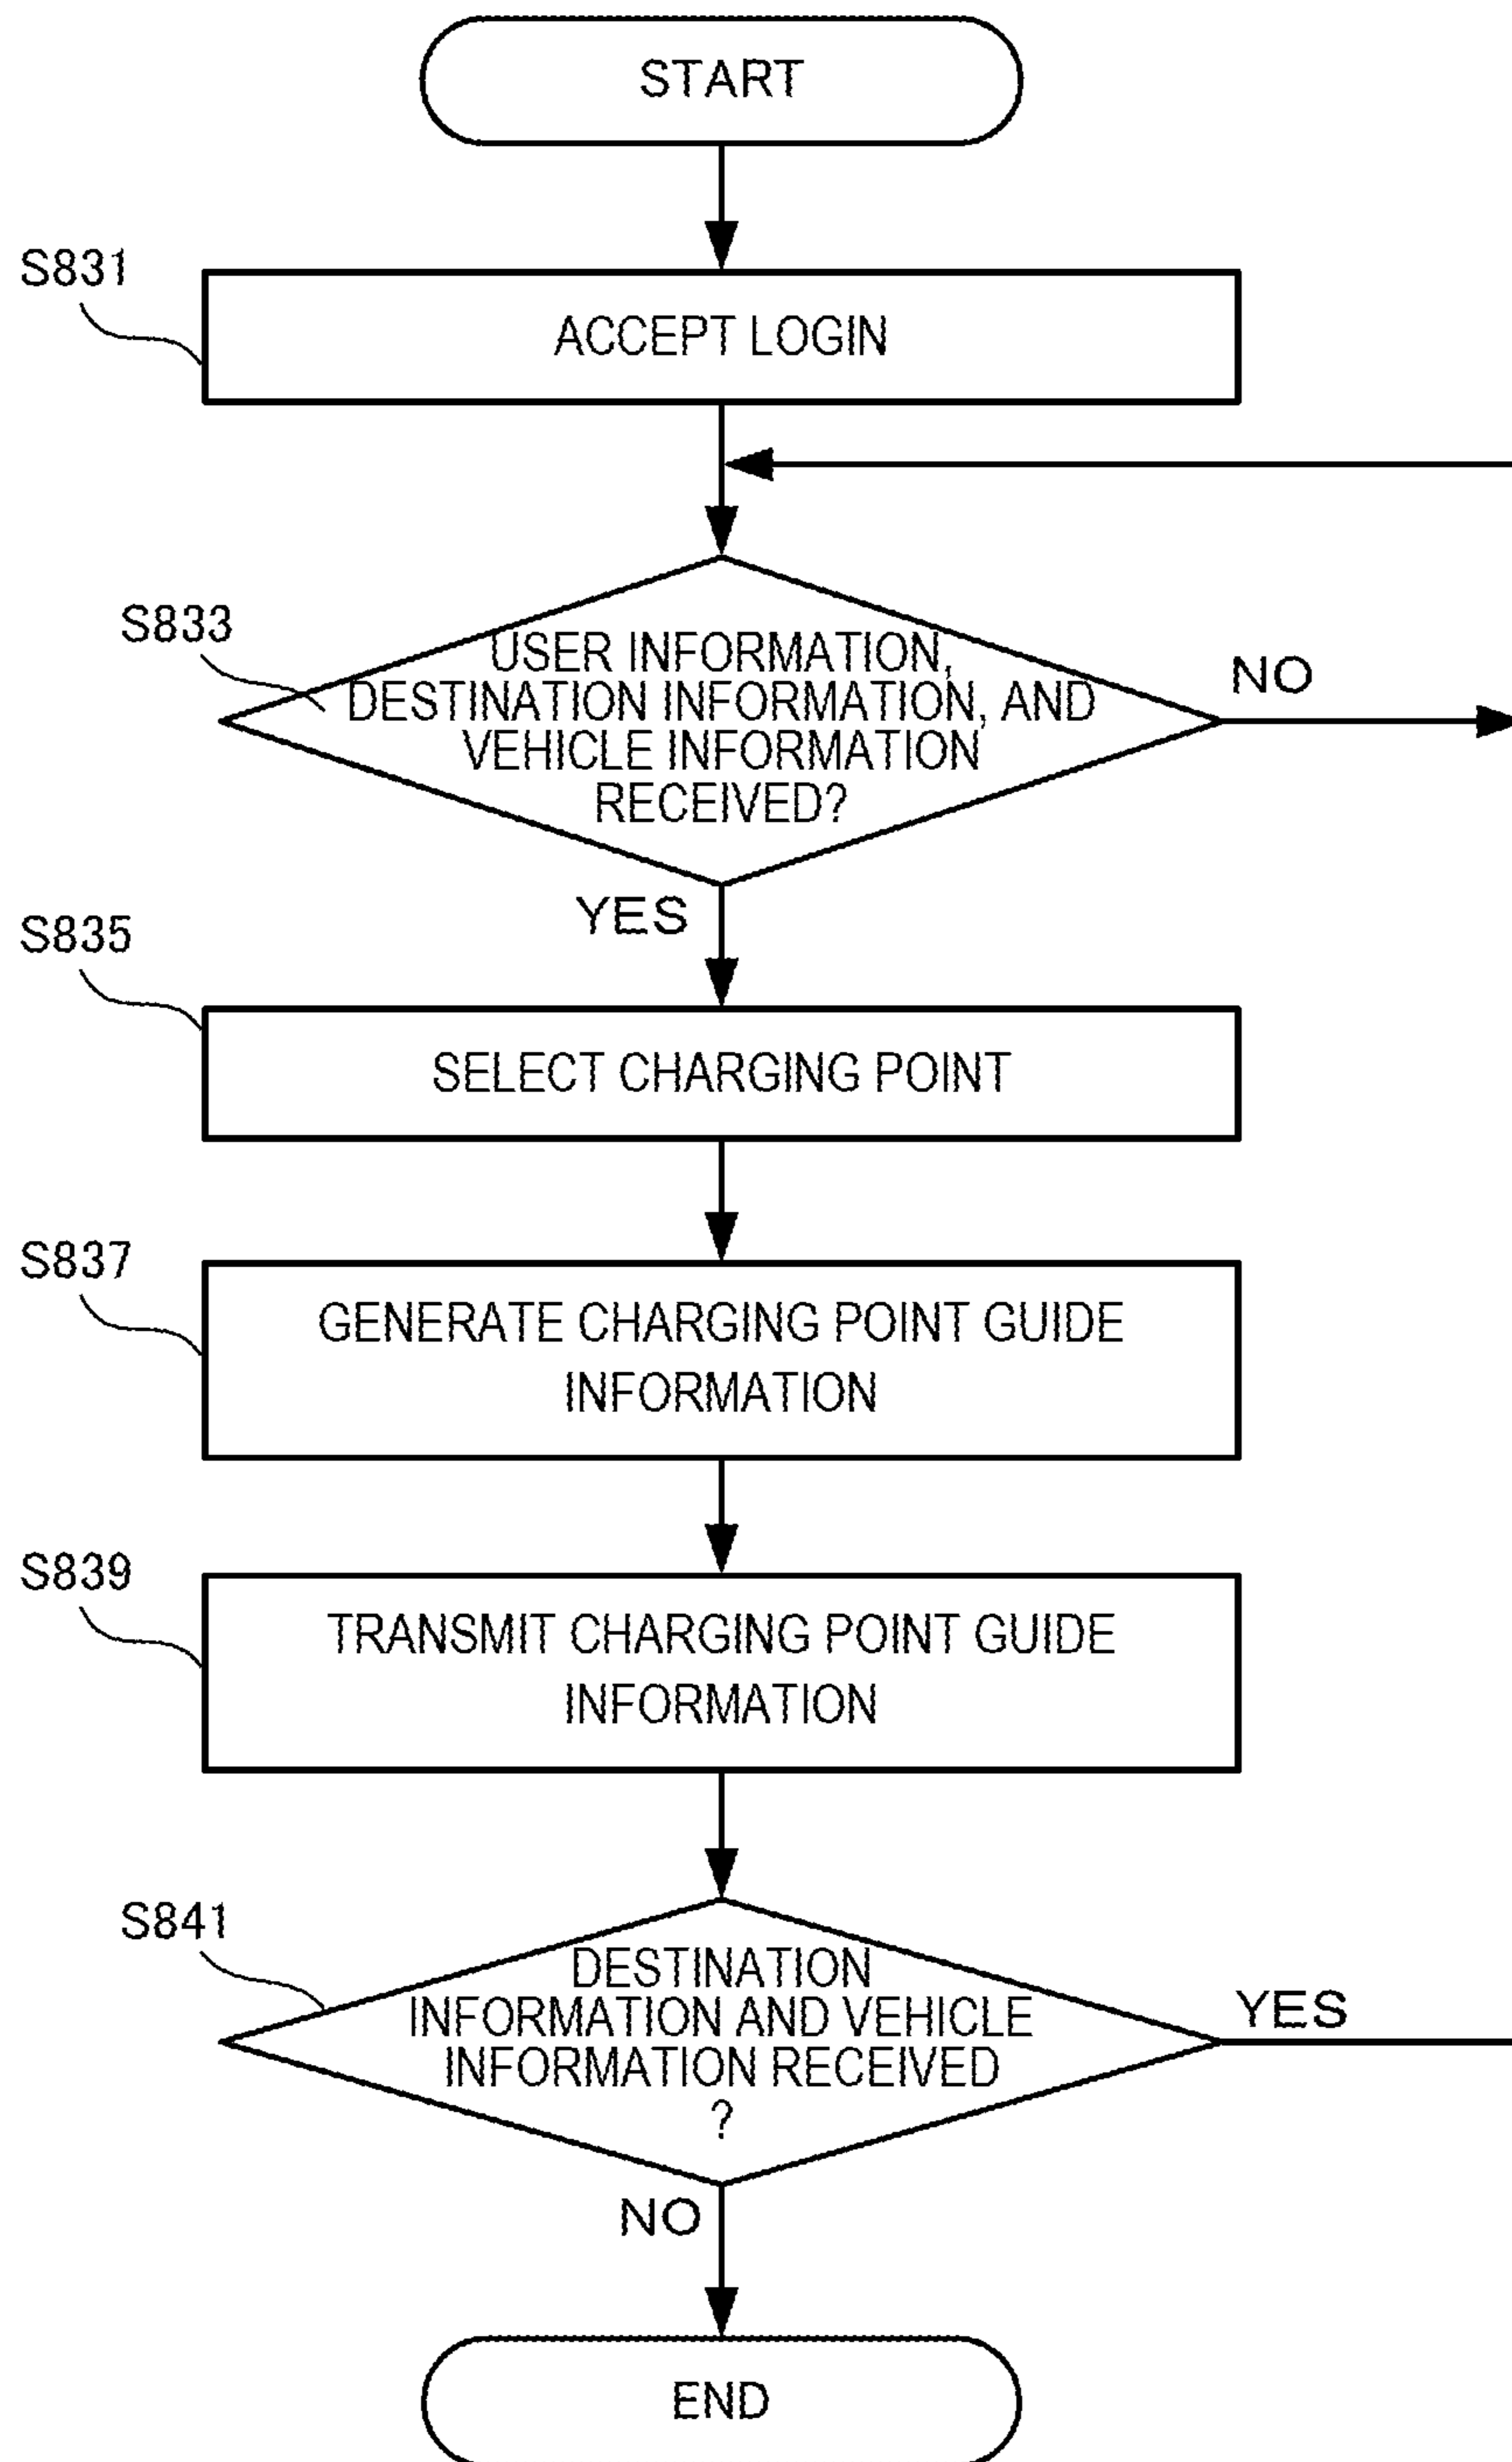 START
S831
ACCEPT LOGIN
S833
USER INFORMATION,
DESTINATION INFORMATION, AND
VEHICLE INFORMATION
RECEIVED?
NO
YES
S835
SELECT CHARGING POINT
S837
GENERATE CHARGING POINT GUIDE
INFORMATION
S839
TRANSMIT CHARGING POINT GUIDE
INFORMATION
S841
DESTINATION
INFORMATION AND VEHICLE
INFORMATION RECEIVED
?
YES
NO
END